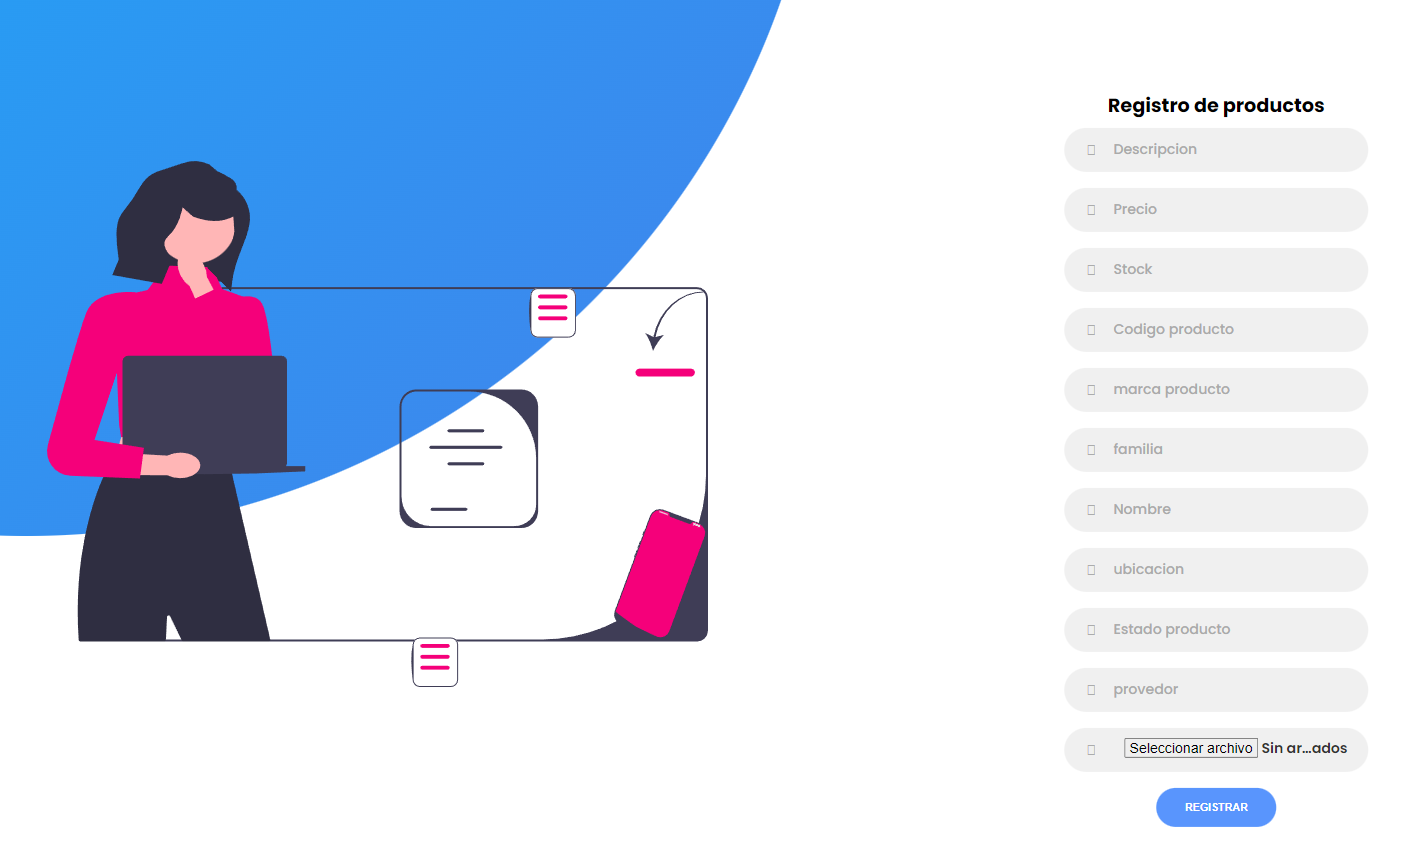 Registro de productos
Descripcion
Precio
Stock
Codigo producto
marca producto
familia
Nombre
ubicacion
Estado producto
provedor
Seleccionar archivo Sin ar...ados
REGISTRAR